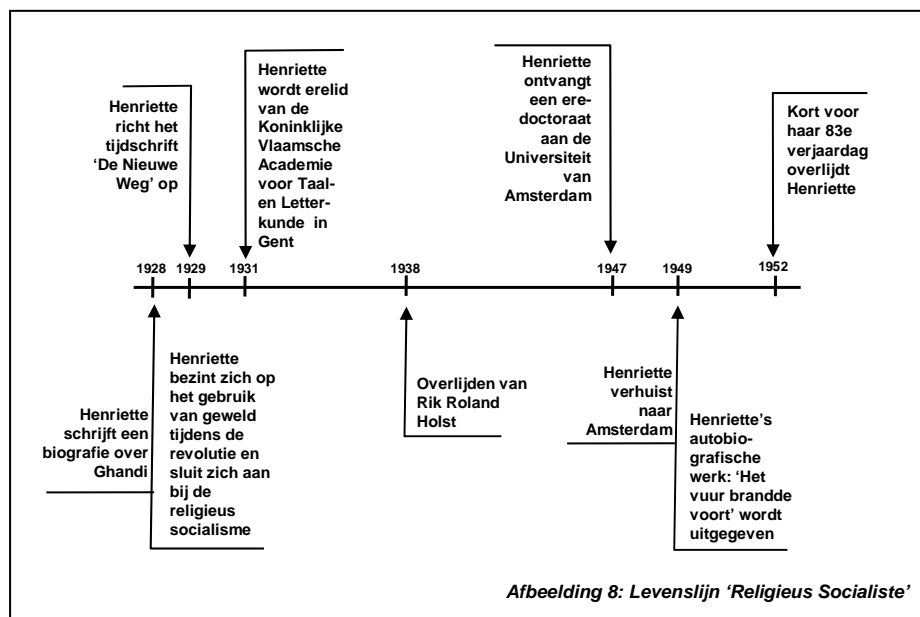 Henriette
richt het
tijdschrift
‘De Nieuwe
Weg’ op
Henriette
wordt erelid
van de
Koninklijke
Vlaamsche
Academie
voor Taal-
en Letter-
kunde in
Gent
Henriette
ontvangt
een ere-
doctoraat
aan de
Universiteit
van
Amsterdam
Kort voor
haar 83e
verjaardag
overlijdt
Henriette
1928 1929 1931 1938 1947 1949 1952
Henriette
schrijft een
biografie over
Ghandi
Henriette
bezint zich op
het gebruik
van geweld
tijdens de
revolutie en
sluit zich aan
bij de
religieus
socialisme
Overlijden van
Rik Roland
Holst
Henriette
verhuist
naar
Amsterdam
Henriette’s
autobio-
grafische
werk: ‘Het
vuur brandde
voort’ wordt
uitgegeven
Afbeelding 8: Levenslijn ‘Religieus Socialiste’